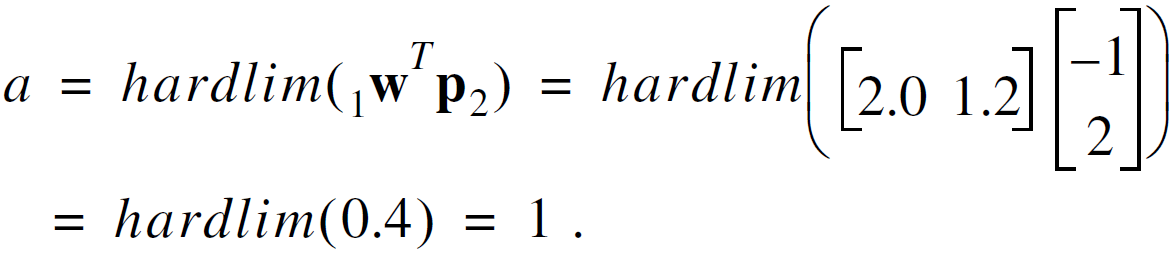 a = hardlim(₁wᵀp₂) = hardlim([2.0 1.2] [−1 2])
= hardlim(0.4) = 1 .